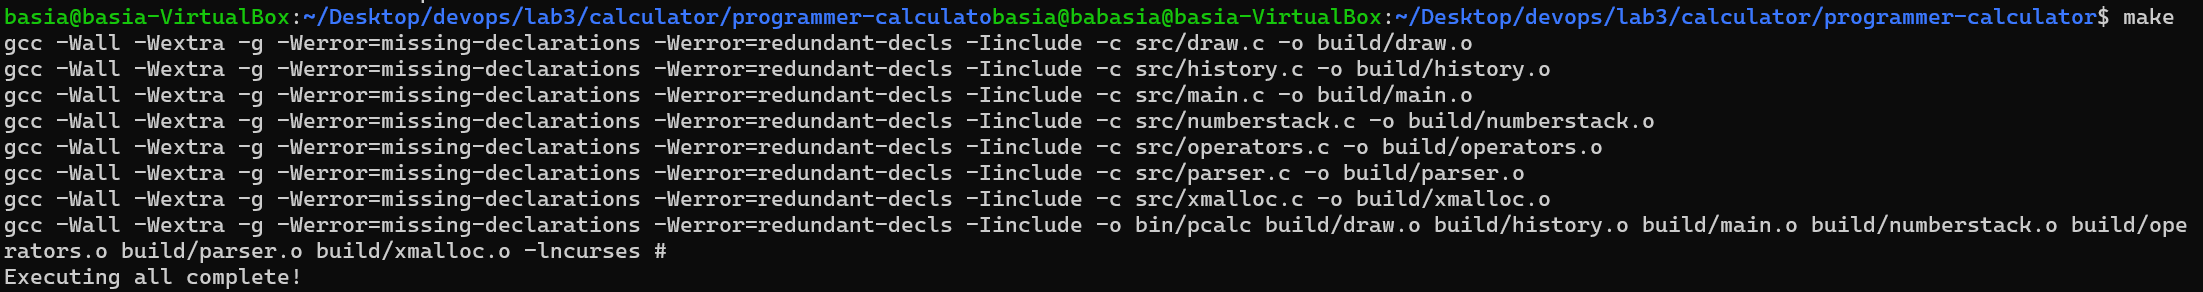 basia@basia-VirtualBox:~/Desktop/devops/lab3/calculator/programmer-calculatobasia@babasia@basia-VirtualBox:~/Desktop/devops/lab3/calculator/programmer-calculator$ make
gcc -Wall -Wextra -g -Werror=missing-declarations -Werror=redundant-decls -Iinclude -c src/draw.c -o build/draw.o
gcc -Wall -Wextra -g -Werror=missing-declarations -Werror=redundant-decls -Iinclude -c src/history.c -o build/history.o
gcc -Wall -Wextra -g -Werror=missing-declarations -Werror=redundant-decls -Iinclude -c src/main.c -o build/main.o
gcc -Wall -Wextra -g -Werror=missing-declarations -Werror=redundant-decls -Iinclude -c src/numberstack.c -o build/numberstack.o
gcc -Wall -Wextra -g -Werror=missing-declarations -Werror=redundant-decls -Iinclude -c src/operators.c -o build/operators.o
gcc -Wall -Wextra -g -Werror=missing-declarations -Werror=redundant-decls -Iinclude -c src/parser.c -o build/parser.o
gcc -Wall -Wextra -g -Werror=missing-declarations -Werror=redundant-decls -Iinclude -c src/xmalloc.c -o build/xmalloc.o
gcc -Wall -Wextra -g -Werror=missing-declarations -Werror=redundant-decls -Iinclude -o bin/pcalc build/draw.o build/history.o build/main.o build/numberstack.o build/ope
rators.o build/parser.o build/xmalloc.o -lncurses #
Executing all complete!